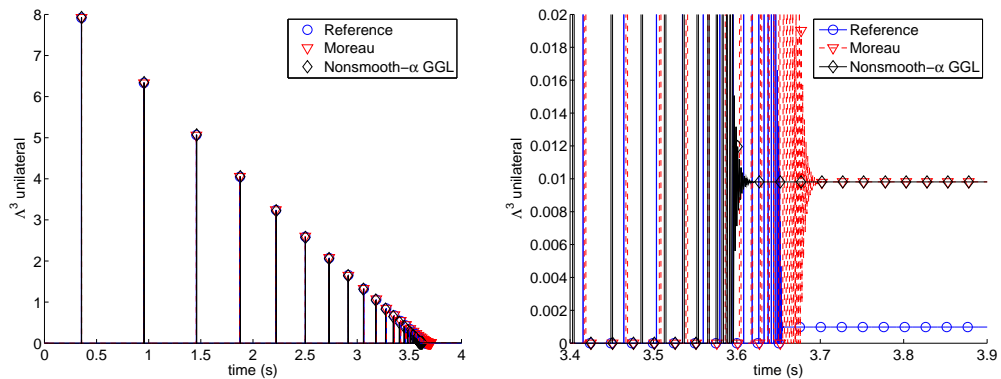 8
7
6
5
4
3
2
1
0
Λ³ unilateral
0 0.5 1 1.5 2 2.5 3 3.5 4
time (s)
Reference
Moreau
Nonsmooth−α GGL
0.02
0.018
0.016
0.014
0.012
0.01
0.008
0.006
0.004
0.002
0
Λ³ unilateral
3.4 3.5 3.6 3.7 3.8 3.9
time (s)
Reference
Moreau
Nonsmooth−α GGL